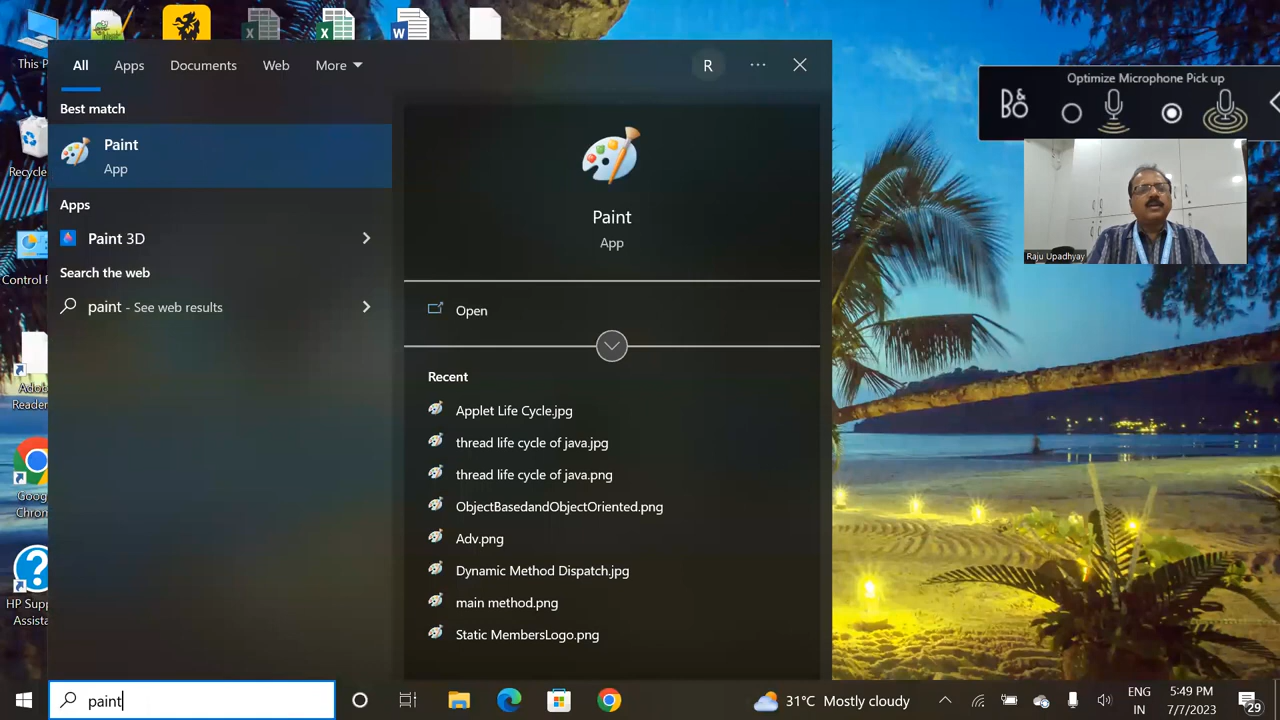 This P
All
Apps
Documents
Web
More
R
Best match
Paint
App
Apps
Paint 3D
Search the web
paint - See web results
Paint
App
Open
Recent
Applet Life Cycle.jpg
thread life cycle of java.jpg
thread life cycle of java.png
ObjectBasedandObjectOriented.png
Adv.png
Dynamic Method Dispatch.jpg
main method.png
Static MembersLogo.png
Recycle
Control P
Adob
Reader
Goog
Chrom
HP Supp
Assista
B&O
Optimize Microphone Pick up
Raju Upadhyay
paint
31°C Mostly cloudy
ENG
IN
5:49 PM
7/7/2023
29